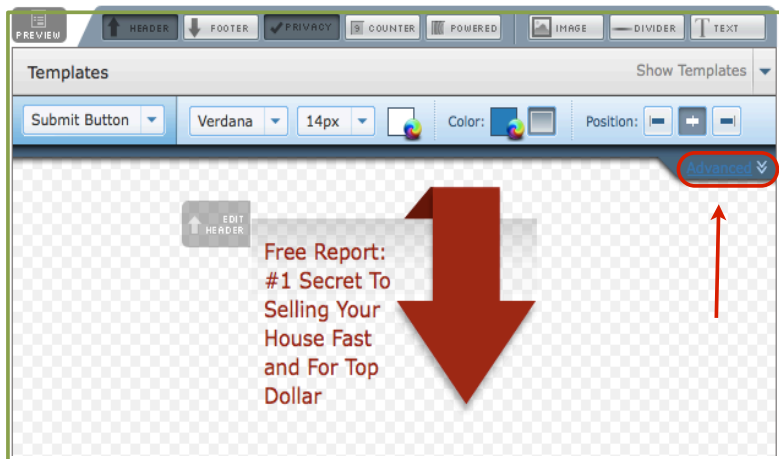 PREVIEW
HEADER FOOTER PRIVACY 9 COUNTER POWERED IMAGE DIVIDER T TEXT
Templates Show Templates
Submit Button Verdana 14px Color: Position:
Advanced
EDIT
HEADER
Free Report:
#1 Secret To
Selling Your
House Fast
and For Top
Dollar